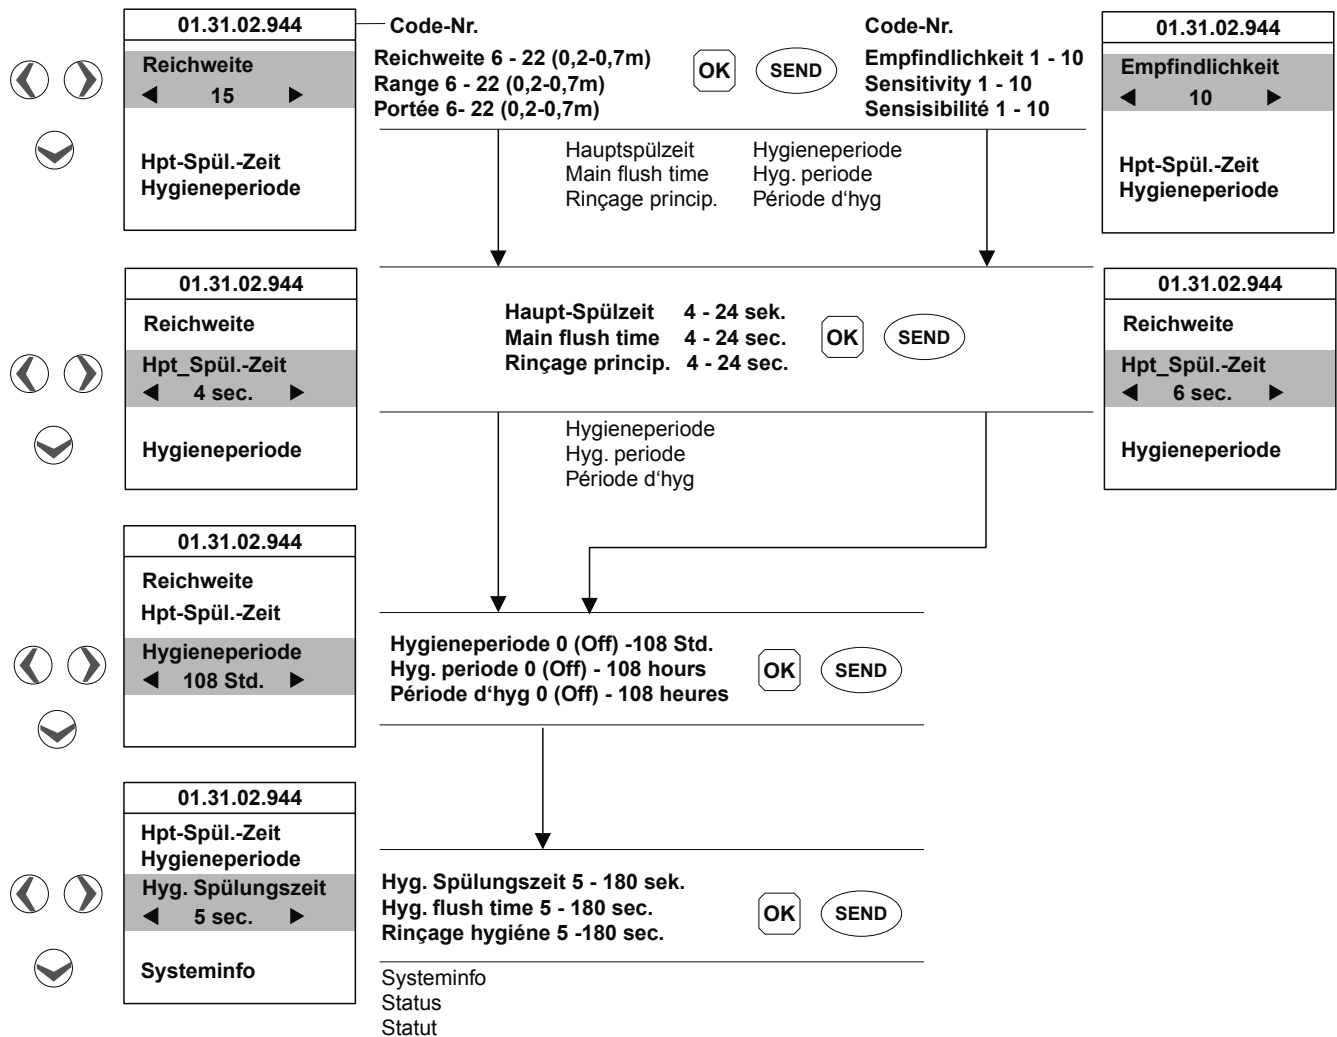 01.31.02.944
Reichweite
15
Hpt-Spül.-Zeit
Hygieneperiode
Code-Nr.
Reichweite 6 - 22 (0,2-0,7m)
Range 6 - 22 (0,2-0,7m)
Portée 6- 22 (0,2-0,7m)
OK
SEND
Code-Nr.
Empfindlichkeit 1 - 10
Sensitivity 1 - 10
Sensisibilité 1 - 10
01.31.02.944
Empfindlichkeit
10
Hpt-Spül.-Zeit
Hygieneperiode
Hauptspülzeit
Main flush time
Rinçage princip.
Hygieneperiode
Hyg. periode
Période d‘hyg
01.31.02.944
Reichweite
Hpt_Spül.-Zeit
4 sec.
Hygieneperiode
Haupt-Spülzeit 4 - 24 sek.
Main flush time 4 - 24 sec.
Rinçage princip. 4 - 24 sec.
OK
SEND
01.31.02.944
Reichweite
Hpt_Spül.-Zeit
6 sec.
Hygieneperiode
Hygieneperiode
Hyg. periode
Période d‘hyg
01.31.02.944
Reichweite
Hpt-Spül.-Zeit
Hygieneperiode
108 Std.
Hygieneperiode 0 (Off) -108 Std.
Hyg. periode 0 (Off) - 108 hours
Période d‘hyg 0 (Off) - 108 heures
OK
SEND
01.31.02.944
Hpt-Spül.-Zeit
Hygieneperiode
Hyg. Spülungszeit
5 sec.
Systeminfo
Hyg. Spülungszeit 5 - 180 sek.
Hyg. flush time 5 - 180 sec.
Rinçage hygiéne 5 -180 sec.
OK
SEND
Systeminfo
Status
Statut